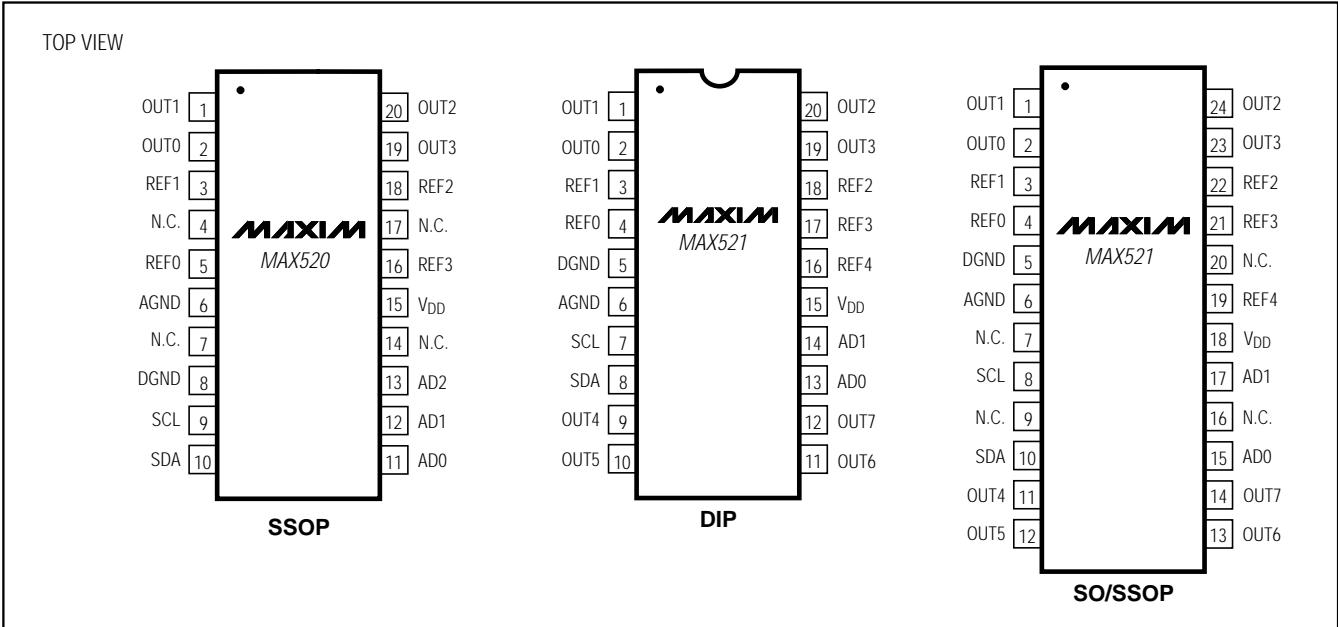 TOP VIEW
OUT1 1 20 OUT2
OUT0 2 19 OUT3
REF1 3 18 REF2
N.C. 4 17 N.C.
REF0 5 16 REF3
AGND 6 15 VDD
N.C. 7 14 N.C.
DGND 8 13 AD2
SCL 9 12 AD1
SDA 10 11 AD0
MAXIM
MAX520
SSOP
OUT1 1 20 OUT2
OUT0 2 19 OUT3
REF1 3 18 REF2
REF0 4 17 REF3
DGND 5 16 REF4
AGND 6 15 VDD
SCL 7 14 AD1
SDA 8 13 AD0
OUT4 9 12 OUT7
OUT5 10 11 OUT6
MAXIM
MAX521
DIP
OUT1 1 24 OUT2
OUT0 2 23 OUT3
REF1 3 22 REF2
REF0 4 21 REF3
DGND 5 20 N.C.
AGND 6 19 REF4
N.C. 7 18 VDD
SCL 8 17 AD1
N.C. 9 16 N.C.
SDA 10 15 AD0
OUT4 11 14 OUT7
OUT5 12 13 OUT6
MAXIM
MAX521
SO/SSOP